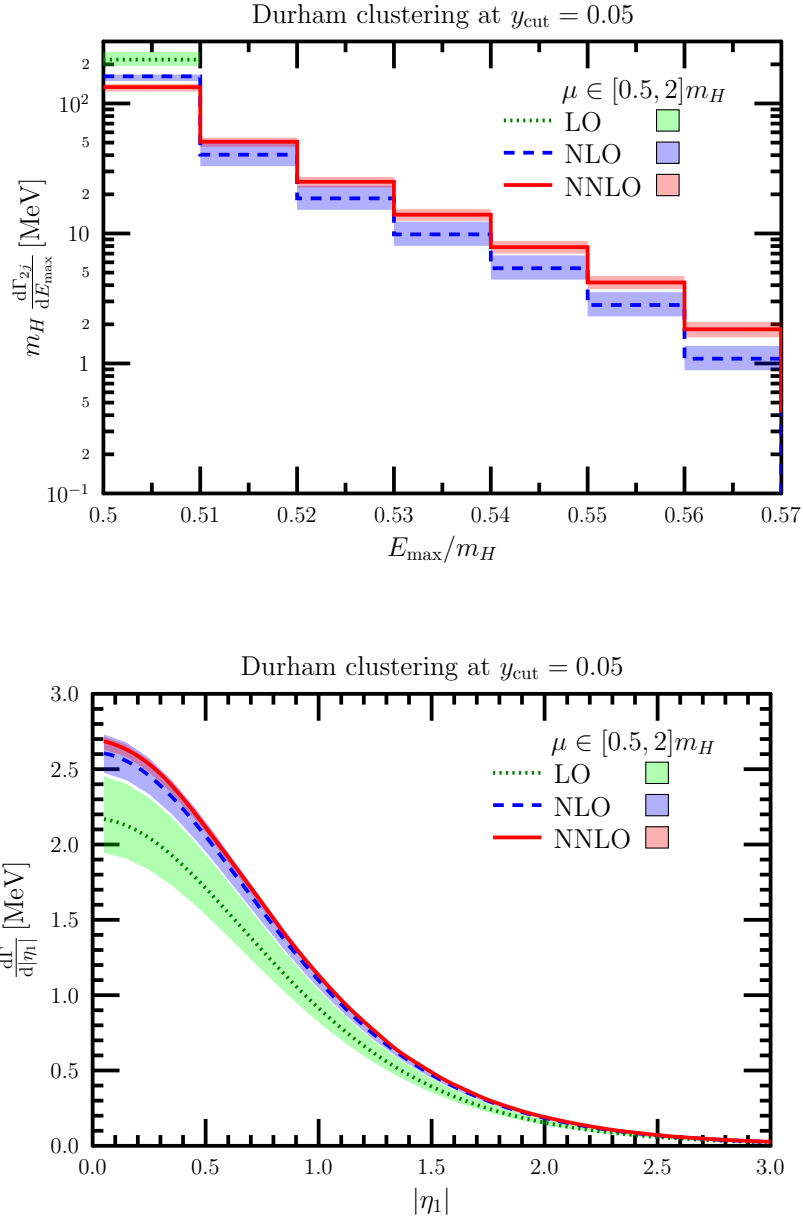 Durham clustering at y_cut = 0.05
m_H dΓ_2j/dE_max [MeV]
2
10^2
5
2
10
5
2
1
5
2
10^−1
μ ∈ [0.5, 2]m_H
LO
NLO
NNLO
0.5 0.51 0.52 0.53 0.54 0.55 0.56 0.57
E_max/m_H
Durham clustering at y_cut = 0.05
dΓ/d|η_1| [MeV]
3.0
2.5
2.0
1.5
1.0
0.5
0.0
μ ∈ [0.5, 2]m_H
LO
NLO
NNLO
0.0 0.5 1.0 1.5 2.0 2.5 3.0
|η_1|